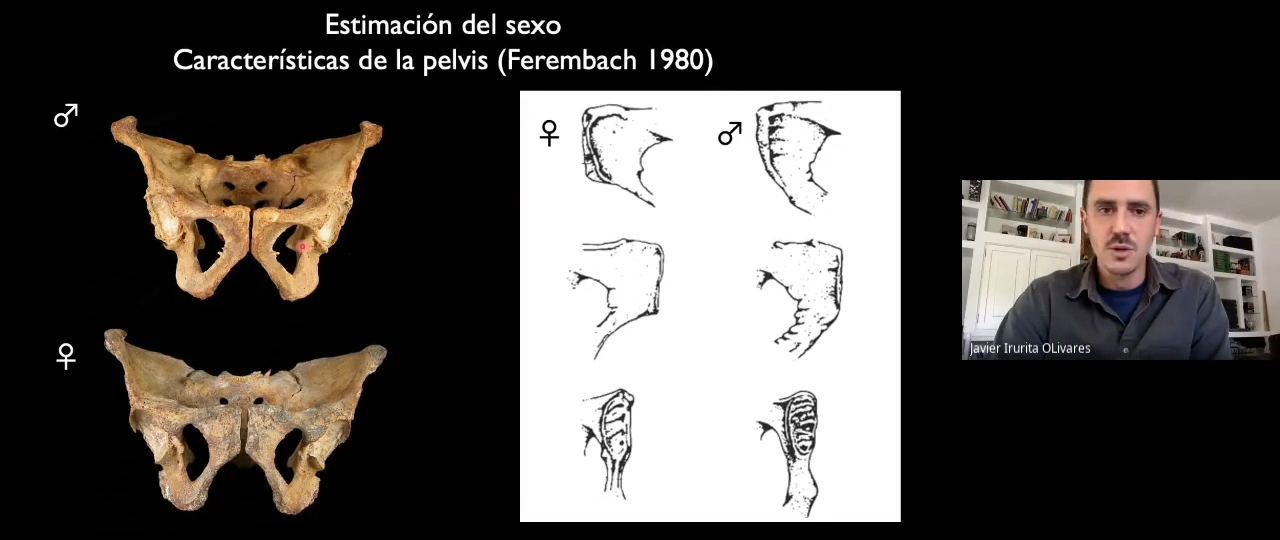 Estimación del sexo
Características de la pelvis (Ferembach 1980)
♂
♀
♂
♀
Javier Irurita OLivares